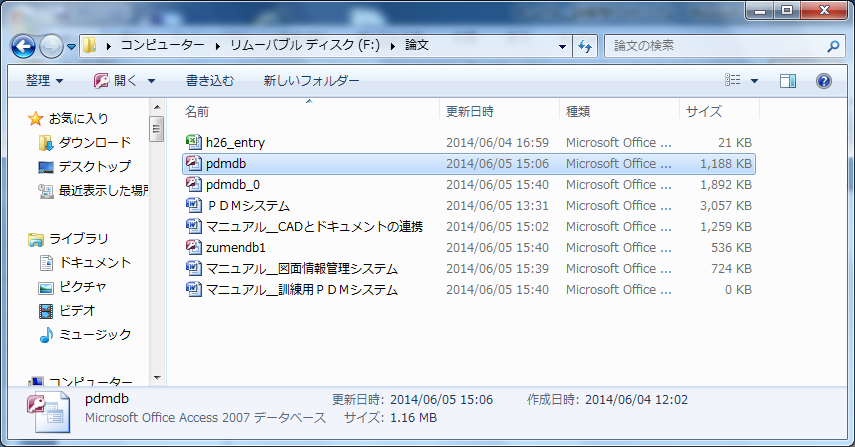 コンピューター ▸ リムーバブル ディスク (F:) ▸ 論文
論文の検索
整理 開く 書き込む 新しいフォルダー
お気に入り
ダウンロード
デスクトップ
最近表示した場所
ライブラリ
ドキュメント
ピクチャ
ビデオ
ミュージック
コンピューター
名前 更新日時 種類 サイズ
h26_entry 2014/06/04 16:59 Microsoft Office ... 21 KB
pdmdb 2014/06/05 15:06 Microsoft Office ... 1,188 KB
pdmdb_0 2014/06/05 15:40 Microsoft Office ... 1,892 KB
ＰＤＭシステム 2014/06/05 13:31 Microsoft Office ... 3,057 KB
マニュアル＿CADとドキュメントの連携 2014/06/05 15:02 Microsoft Office ... 1,259 KB
zumendb1 2014/06/05 15:40 Microsoft Office ... 536 KB
マニュアル＿図面情報管理システム 2014/06/05 15:39 Microsoft Office ... 724 KB
マニュアル＿訓練用ＰＤＭシステム 2014/06/05 15:40 Microsoft Office ... 0 KB
pdmdb 更新日時: 2014/06/05 15:06 作成日時: 2014/06/04 12:02
Microsoft Office Access 2007 データベース サイズ: 1.16 MB